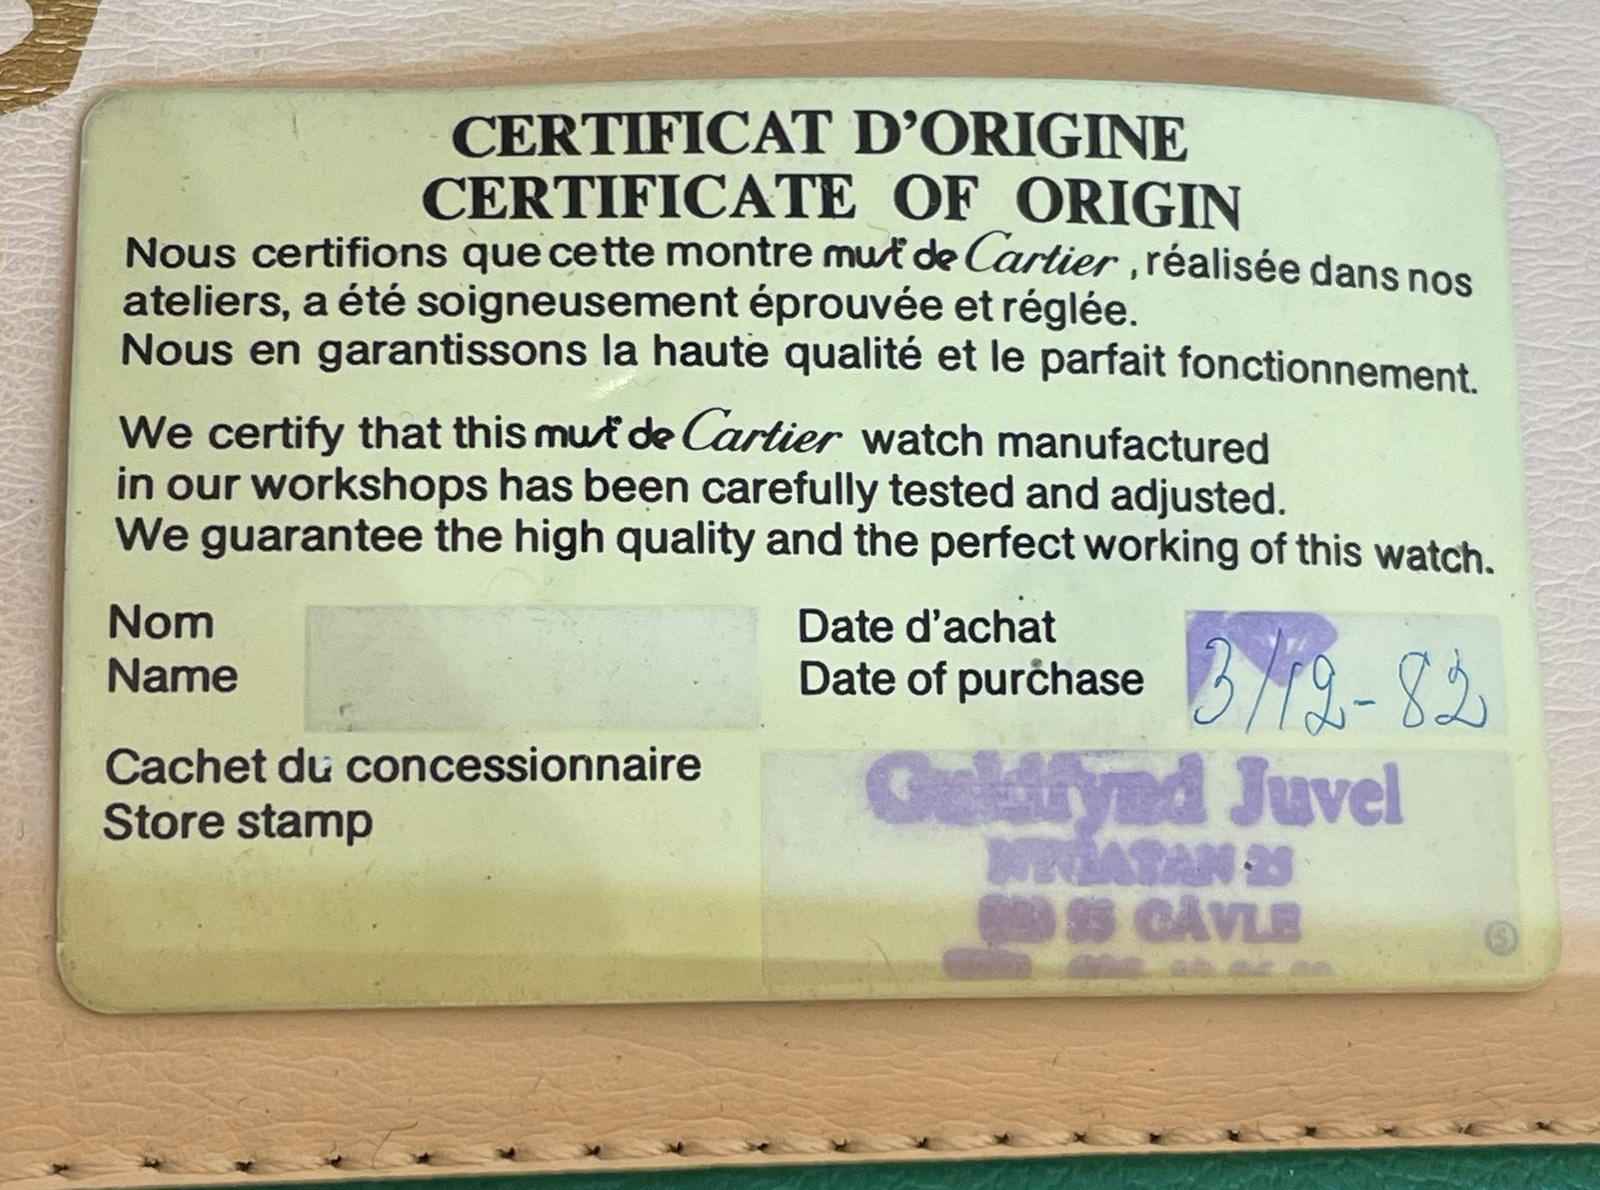 CERTIFICAT D'ORIGINE
CERTIFICATE OF ORIGIN
Nous certifions que cette montre must de Cartier, réalisée dans nos
ateliers, a été soigneusement éprouvée et réglée.
Nous en garantissons la haute qualité et le parfait fonctionnement.
We certify that this must de Cartier watch manufactured
in our workshops has been carefully tested and adjusted.
We guarantee the high quality and the perfect working of this watch.
Nom
Name
Date d'achat
Date of purchase
3/12-82
Cachet du concessionnaire
Store stamp
Guldfynd Juvel
GÄVLE